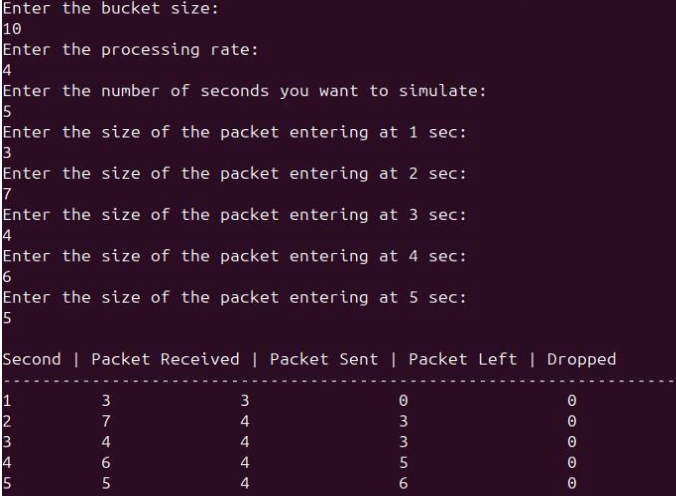 Enter the bucket size:
10
Enter the processing rate:
4
Enter the number of seconds you want to simulate:
5
Enter the size of the packet entering at 1 sec:
3
Enter the size of the packet entering at 2 sec:
7
Enter the size of the packet entering at 3 sec:
4
Enter the size of the packet entering at 4 sec:
6
Enter the size of the packet entering at 5 sec:
5
Second | Packet Received | Packet Sent | Packet Left | Dropped
--------------------------------------------------------------------
1 3 3 0 0
2 7 4 3 0
3 4 4 3 0
4 6 4 5 0
5 5 4 6 0